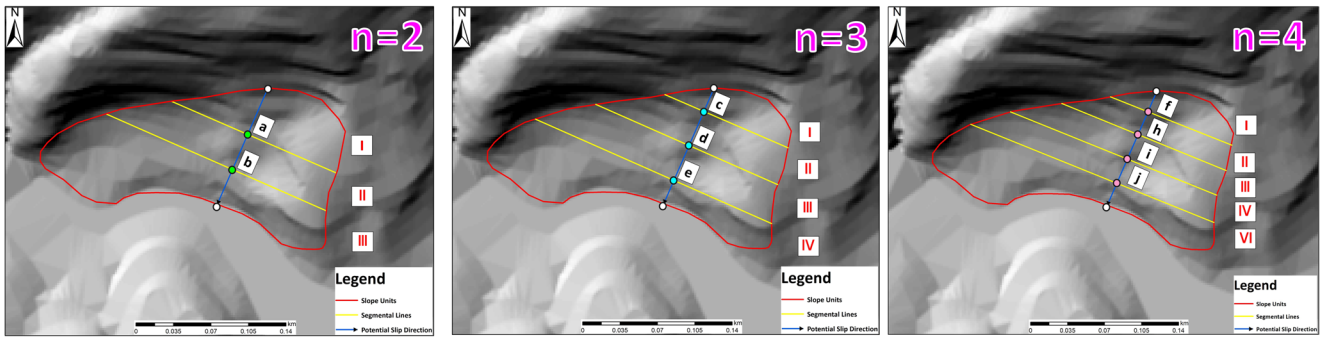 N
n=2
a
b
I
II
III
Legend
Slope Units
Segmental Lines
Potential Slip Direction
km
0 0.035 0.07 0.105 0.14
N
n=3
c
d
e
I
II
III
IV
Legend
Slope Units
Segmental Lines
Potential Slip Direction
km
0 0.035 0.07 0.105 0.14
N
n=4
f
h
i
j
I
II
III
IV
VI
Legend
Slope Units
Segmental Lines
Potential Slip Direction
km
0 0.035 0.07 0.105 0.14